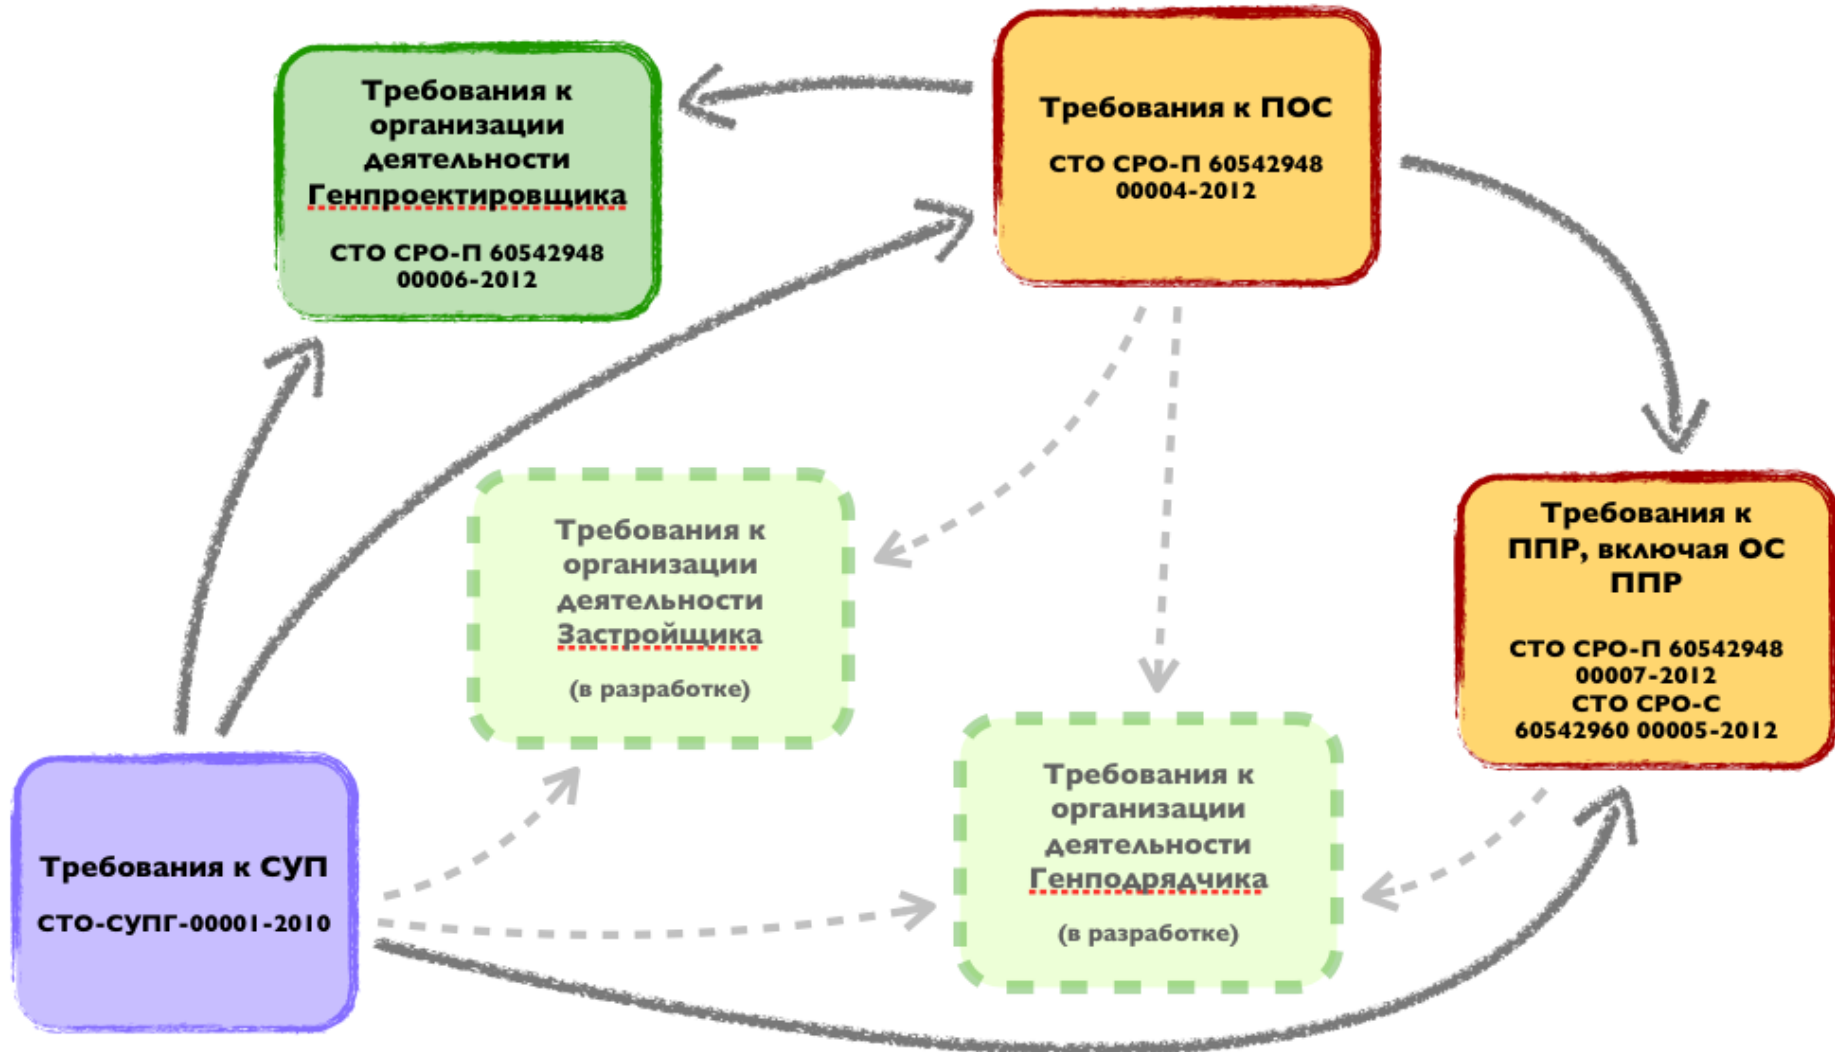 Требования к
организации
деятельности
Генпроектировщика
СТО СРО-П 60542948
00006-2012
Требования к ПОС
СТО СРО-П 60542948
00004-2012
Требования к
организации
деятельности
Застройщика
(в разработке)
Требования к
ППР, включая ОС
ППР
СТО СРО-П 60542948
00007-2012
СТО СРО-С
60542960 00005-2012
Требования к
организации
деятельности
Генподрядчика
(в разработке)
Требования к СУП
СТО-СУПГ-00001-2010